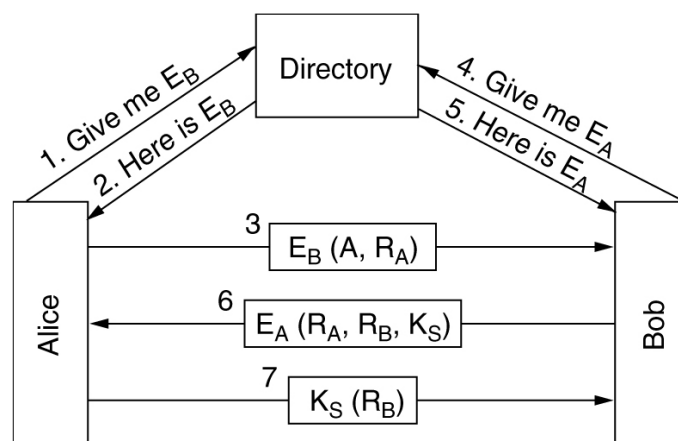 Directory
1. Give me E_B
2. Here is E_B
4. Give me E_A
5. Here is E_A
3
E_B (A, R_A)
6
E_A (R_A, R_B, K_S)
7
K_S (R_B)
Alice
Bob